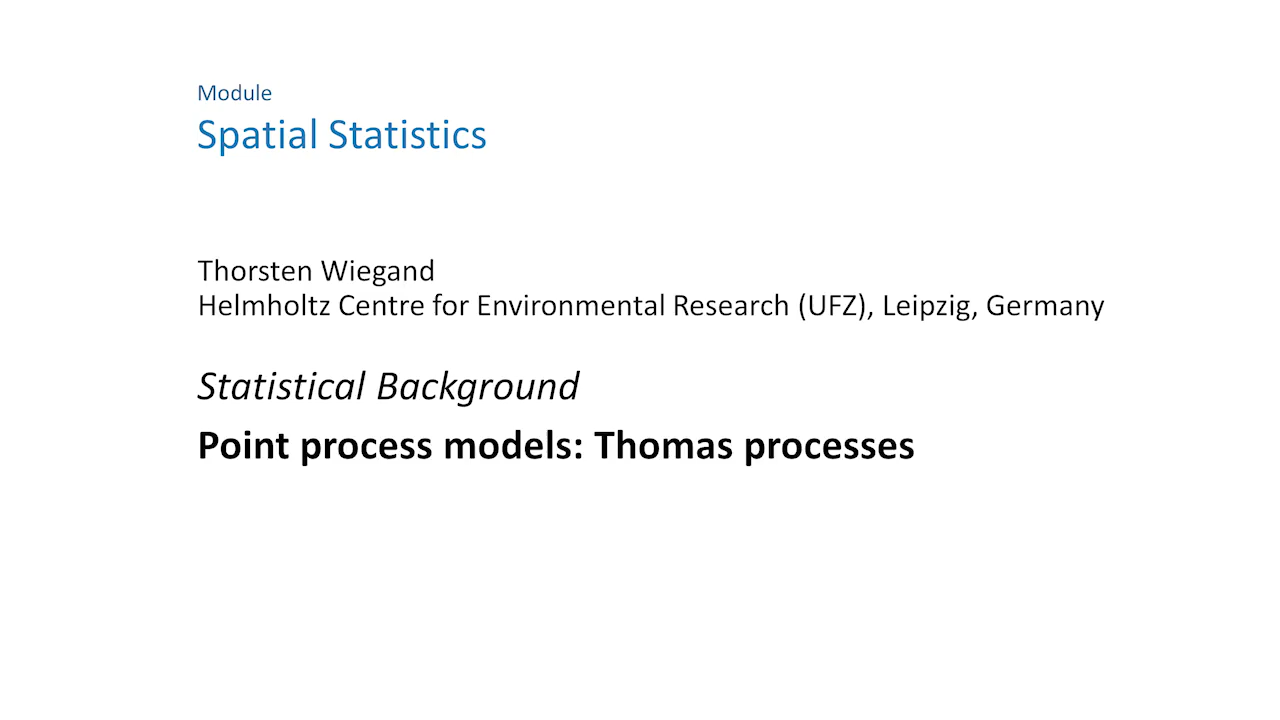 Module
Spatial Statistics
Thorsten Wiegand
Helmholtz Centre for Environmental Research (UFZ), Leipzig, Germany
Statistical Background
Point process models: Thomas processes